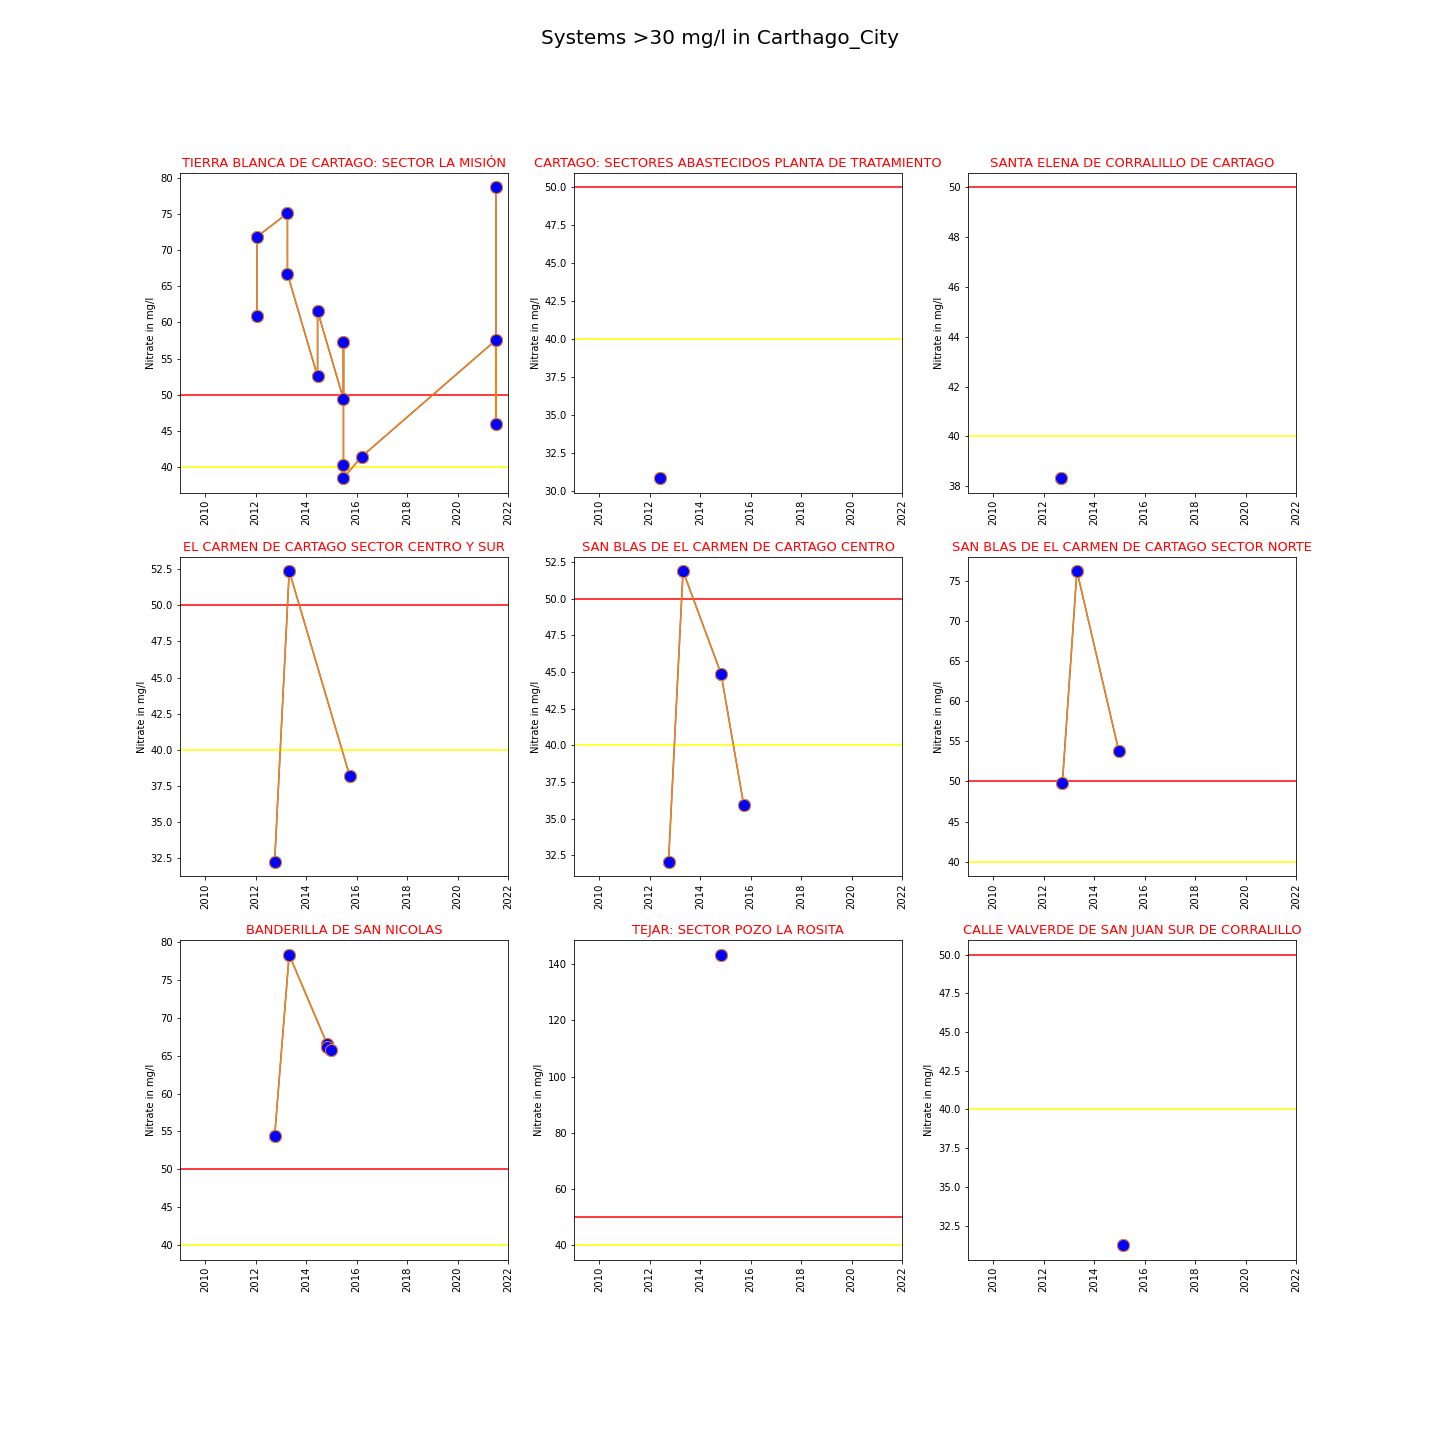 Systems >30 mg/l in Carthago_City
TIERRA BLANCA DE CARTAGO: SECTOR LA MISIÓN
Nitrate in mg/l
80
75
70
65
60
55
50
45
40
2010 2012 2014 2016 2018 2020 2022
CARTAGO: SECTORES ABASTECIDOS PLANTA DE TRATAMIENTO
Nitrate in mg/l
50.0
47.5
45.0
42.5
40.0
37.5
35.0
32.5
30.0
2010 2012 2014 2016 2018 2020 2022
SANTA ELENA DE CORRALILLO DE CARTAGO
Nitrate in mg/l
50
48
46
44
42
40
38
2010 2012 2014 2016 2018 2020 2022
EL CARMEN DE CARTAGO SECTOR CENTRO Y SUR
Nitrate in mg/l
52.5
50.0
47.5
45.0
42.5
40.0
37.5
35.0
32.5
2010 2012 2014 2016 2018 2020 2022
SAN BLAS DE EL CARMEN DE CARTAGO CENTRO
Nitrate in mg/l
52.5
50.0
47.5
45.0
42.5
40.0
37.5
35.0
32.5
2010 2012 2014 2016 2018 2020 2022
SAN BLAS DE EL CARMEN DE CARTAGO SECTOR NORTE
Nitrate in mg/l
75
70
65
60
55
50
45
40
2010 2012 2014 2016 2018 2020 2022
BANDERILLA DE SAN NICOLAS
Nitrate in mg/l
80
75
70
65
60
55
50
45
40
2010 2012 2014 2016 2018 2020 2022
TEJAR: SECTOR POZO LA ROSITA
Nitrate in mg/l
140
120
100
80
60
40
2010 2012 2014 2016 2018 2020 2022
CALLE VALVERDE DE SAN JUAN SUR DE CORRALILLO
Nitrate in mg/l
50.0
47.5
45.0
42.5
40.0
37.5
35.0
32.5
2010 2012 2014 2016 2018 2020 2022